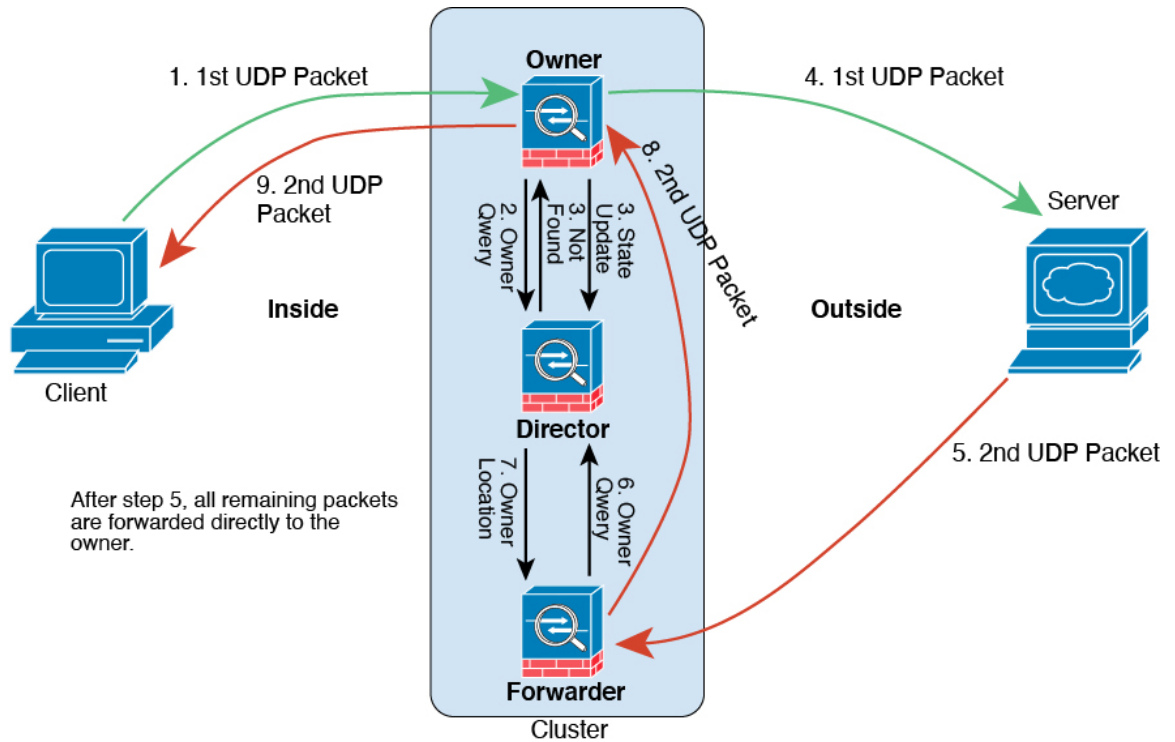 Owner
1. 1st UDP Packet
4. 1st UDP Packet
9. 2nd UDP
Packet
2. Owner
Qwery
3. Not
Found
3. State
Update
8. 2nd UDP Packet
Server
Inside
Outside
Client
Director
5. 2nd UDP Packet
7. Owner
Location
6. Owner
Qwery
After step 5, all remaining packets
are forwarded directly to the
owner.
Forwarder
Cluster